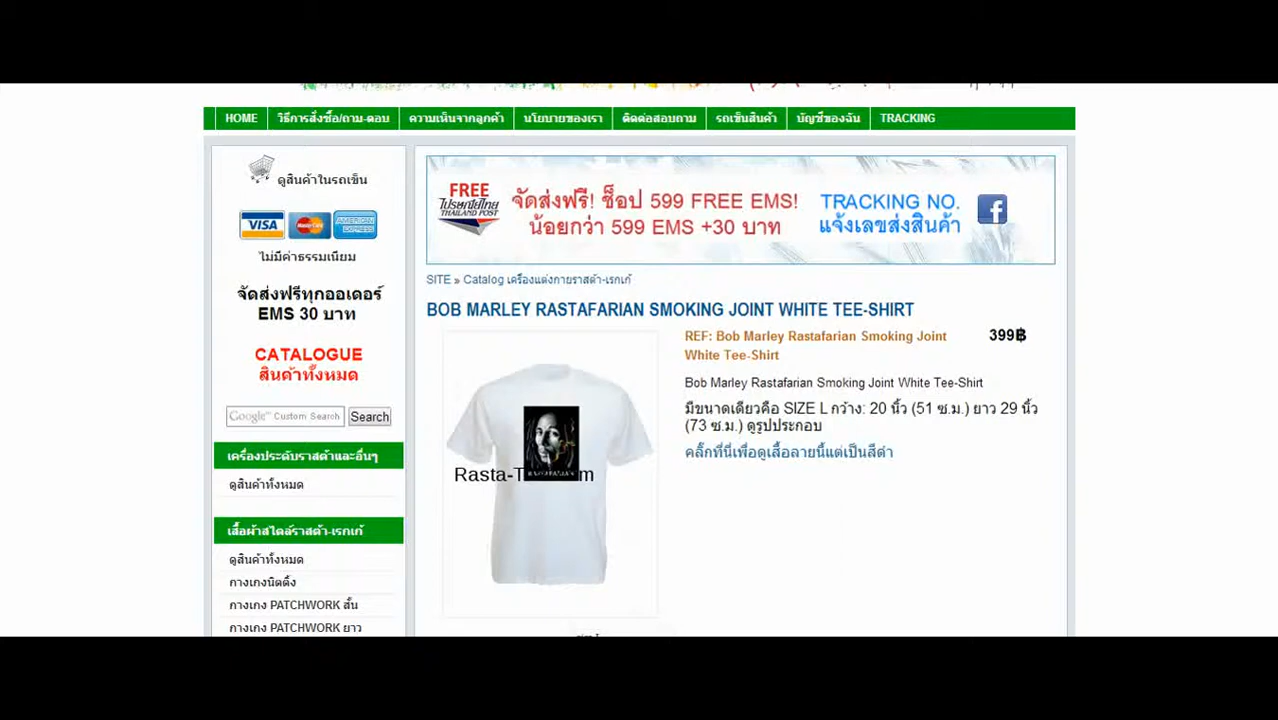 HOME
วิธีการสั่งซื้อ/ถาม-ตอบ
ความเห็นจากลูกค้า
นโยบายของเรา
ติดต่อสอบถาม
รถเข็นสินค้า
บัญชีของฉัน
TRACKING
ดูสินค้าในรถเข็น
VISA
MasterCard
AMERICAN EXPRESS
ไม่มีค่าธรรมเนียม
จัดส่งฟรีทุกออเดอร์
EMS 30 บาท
CATALOGUE
สินค้าทั้งหมด
Google™ Custom Search
Search
เครื่องประดับราสต้าและอื่นๆ
ดูสินค้าทั้งหมด
เสื้อผ้าสไตล์ราสต้า-เรกเก้
ดูสินค้าทั้งหมด
กางเกงนิตติ้ง
กางเกง PATCHWORK สั้น
กางเกง PATCHWORK ยาว
FREE
ไปรษณีย์ไทย
THAILAND POST
จัดส่งฟรี! ช็อป 599 FREE EMS!
น้อยกว่า 599 EMS +30 บาท
TRACKING NO.
แจ้งเลขส่งสินค้า
f
SITE » Catalog เครื่องแต่งกายราสต้า-เรกเก้
BOB MARLEY RASTAFARIAN SMOKING JOINT WHITE TEE-SHIRT
REF: Bob Marley Rastafarian Smoking Joint
White Tee-Shirt
399฿
Bob Marley Rastafarian Smoking Joint White Tee-Shirt
มีขนาดเดียวคือ SIZE L กว้าง: 20 นิ้ว (51 ซ.ม.) ยาว 29 นิ้ว
(73 ซ.ม.) ดูรูปประกอบ
คลิ๊กที่นี่เพื่อดูเสื้อลายนี้แต่เป็นสีดำ